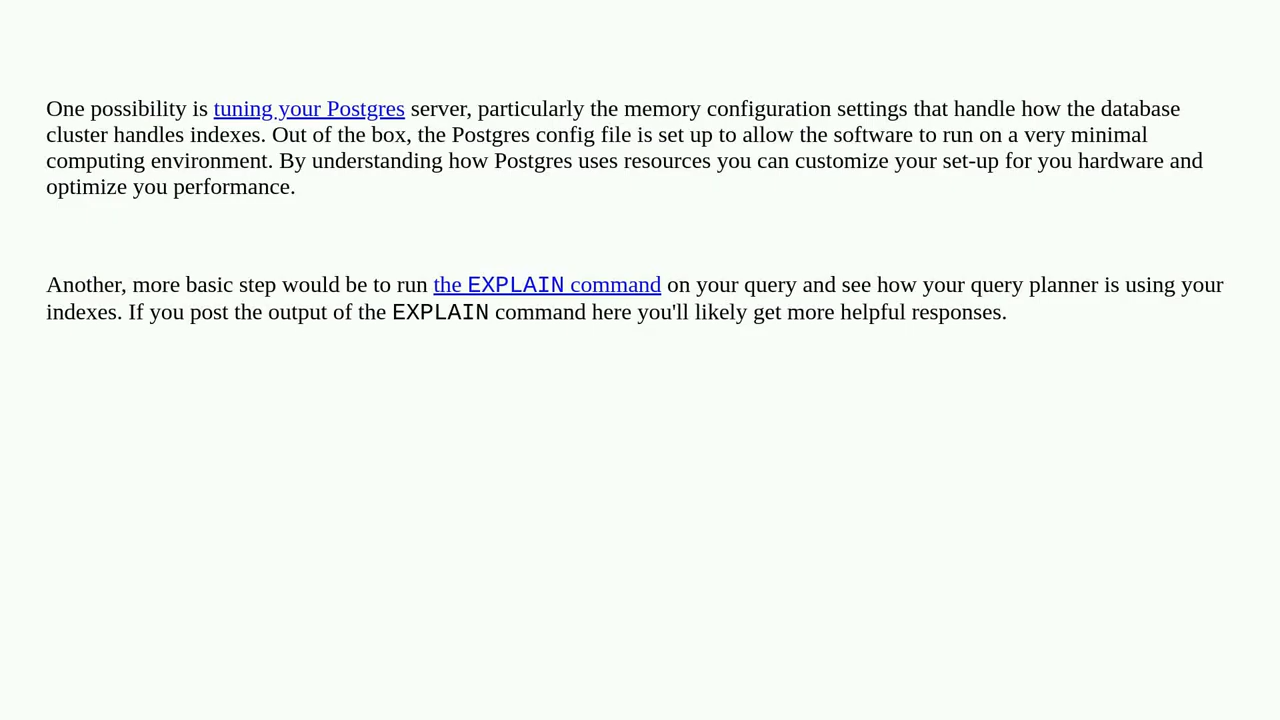 One possibility is tuning your Postgres server, particularly the memory configuration settings that handle how the database
cluster handles indexes. Out of the box, the Postgres config file is set up to allow the software to run on a very minimal
computing environment. By understanding how Postgres uses resources you can customize your set-up for you hardware and
optimize you performance.
Another, more basic step would be to run the EXPLAIN command on your query and see how your query planner is using your
indexes. If you post the output of the EXPLAIN command here you'll likely get more helpful responses.